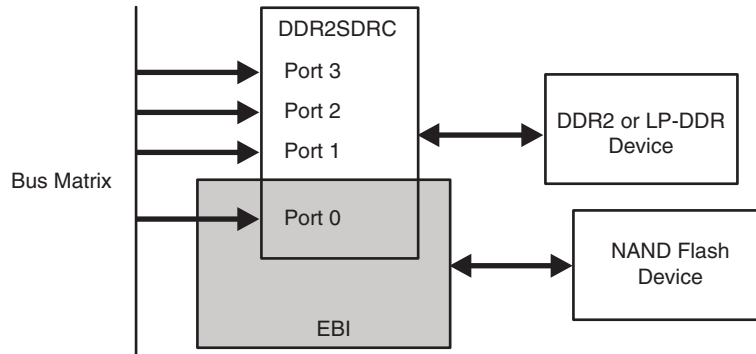 DDR2SDRC
Port 3
Port 2
Port 1
Port 0
Bus Matrix
EBI
DDR2 or LP-DDR
Device
NAND Flash
Device